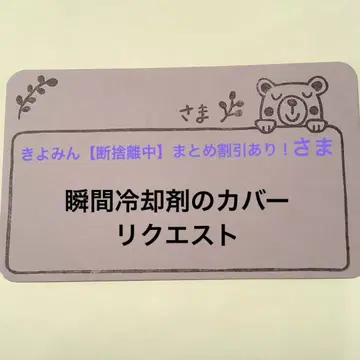 さま
きよみん【断捨離中】まとめ割引あり！さま
瞬間冷却剤のカバー
リクエスト